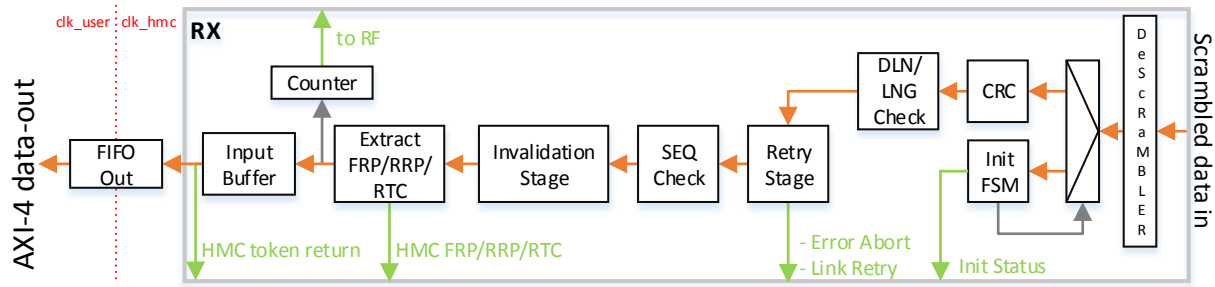 clk_user
clk_hmc
RX
to RF
Counter
DLN/
LNG
Check
CRC
DeScRaMBLER
Scrambled data in
AXI-4 data-out
FIFO
Out
Input
Buffer
Extract
FRP/RRP/
RTC
Invalidation
Stage
SEQ
Check
Retry
Stage
Init
FSM
HMC token return
HMC FRP/RRP/RTC
- Error Abort
- Link Retry
Init Status